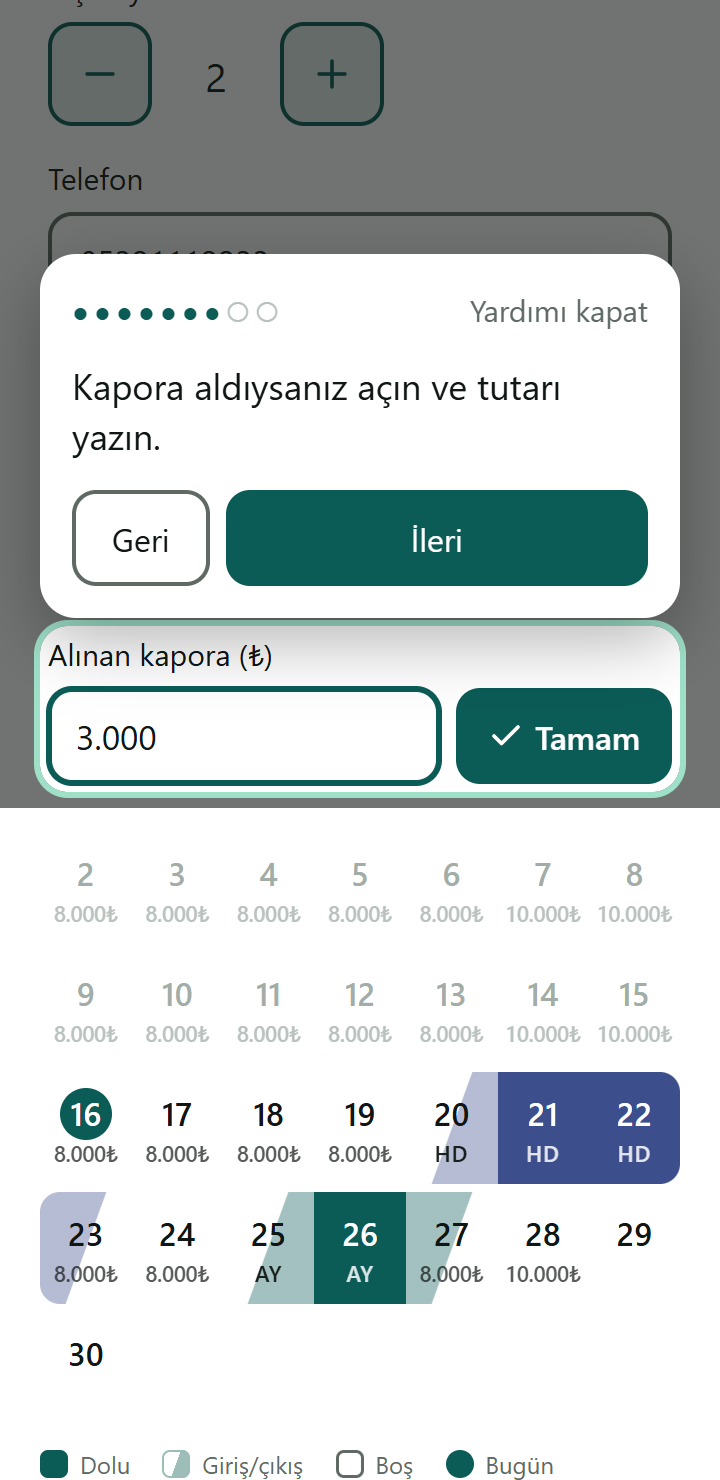 2
Telefon
Yardımı kapat
Kapora aldıysanız açın ve tutarı
yazın.
Geri
İleri
Alınan kapora (₺)
3.000
Tamam
2 3 4 5 6 7 8
8.000₺ 8.000₺ 8.000₺ 8.000₺ 8.000₺ 10.000₺ 10.000₺
9 10 11 12 13 14 15
8.000₺ 8.000₺ 8.000₺ 8.000₺ 8.000₺ 10.000₺ 10.000₺
16 17 18 19 20 21 22
8.000₺ 8.000₺ 8.000₺ 8.000₺ HD HD HD
23 24 25 26 27 28 29
8.000₺ 8.000₺ AY AY 8.000₺ 10.000₺
30
Dolu Giriş/çıkış Boş Bugün